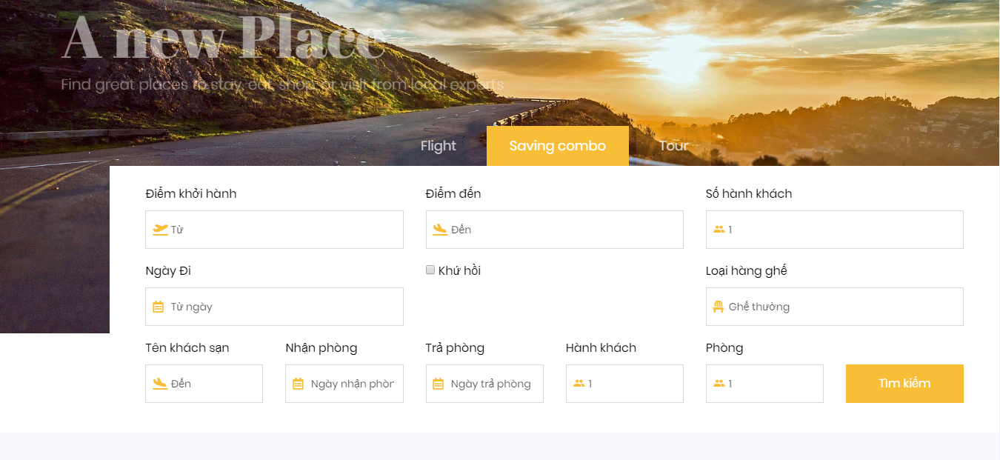 A new Place
Find great places to stay, eat, shop, or visit from local experts
Flight Saving combo Tour
Điểm khởi hành Điểm đến Số hành khách
Từ Đến 1
Ngày Đi Khứ hồi Loại hàng ghế
Từ ngày Ghế thường
Tên khách sạn Nhận phòng Trả phòng Hành khách Phòng
Đến Ngày nhận phòn Ngày trả phòng 1 1 Tìm kiếm